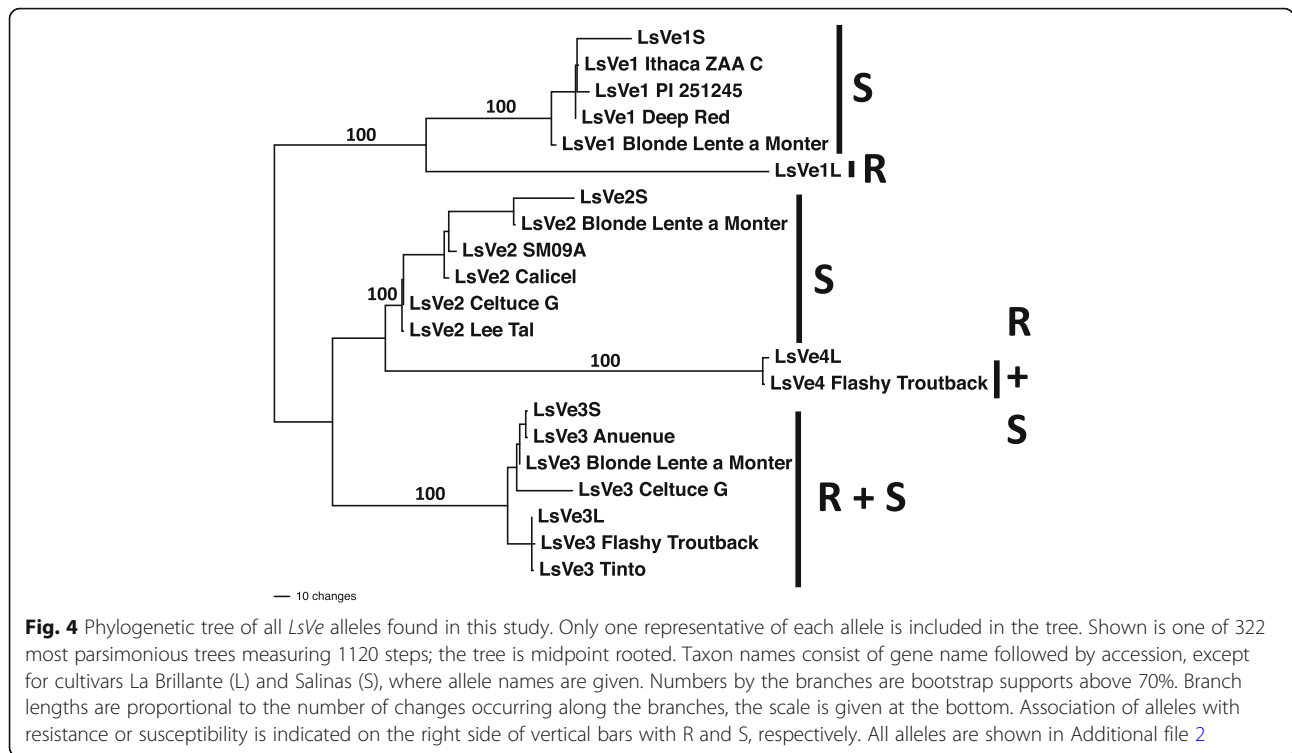 LsVe1S
LsVe1 Ithaca ZAA C
100
LsVe1 PI 251245
S
LsVe1 Deep Red
100
LsVe1 Blonde Lente a Monter
LsVe1L
R
LsVe2S
LsVe2 Blonde Lente a Monter
LsVe2 SM09A
LsVe2 Calicel
S
100
LsVe2 Celtuce G
LsVe2 Lee Tal
R
LsVe4L
100
LsVe4 Flashy Troutback
+
S
LsVe3S
LsVe3 Anuenue
LsVe3 Blonde Lente a Monter
LsVe3 Celtuce G
100
R + S
LsVe3L
LsVe3 Flashy Troutback
LsVe3 Tinto
10 changes
Fig. 4 Phylogenetic tree of all LsVe alleles found in this study. Only one representative of each allele is included in the tree. Shown is one of 322
most parsimonious trees measuring 1120 steps; the tree is midpoint rooted. Taxon names consist of gene name followed by accession, except
for cultivars La Brillante (L) and Salinas (S), where allele names are given. Numbers by the branches are bootstrap supports above 70%. Branch
lengths are proportional to the number of changes occurring along the branches, the scale is given at the bottom. Association of alleles with
resistance or susceptibility is indicated on the right side of vertical bars with R and S, respectively. All alleles are shown in Additional file 2